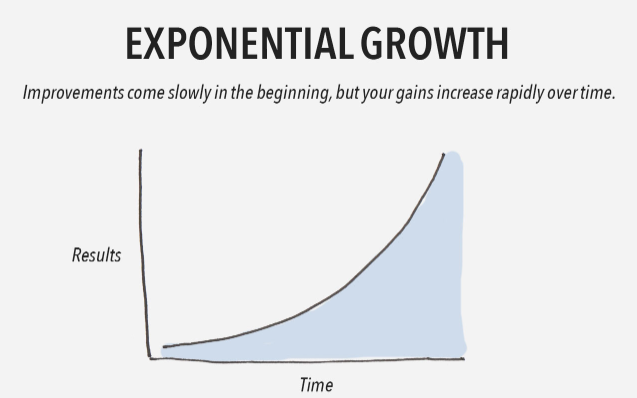 EXPONENTIAL GROWTH
Improvements come slowly in the beginning, but your gains increase rapidly over time.
Results
Time